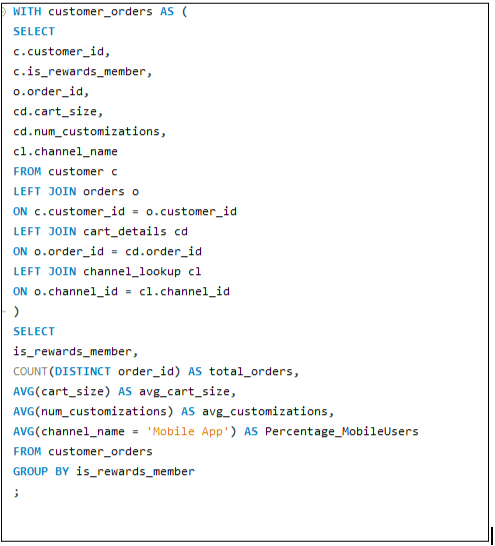 WITH customer_orders AS (
SELECT
c.customer_id,
c.is_rewards_member,
o.order_id,
cd.cart_size,
cd.num_customizations,
cl.channel_name
FROM customer c
LEFT JOIN orders o
ON c.customer_id = o.customer_id
LEFT JOIN cart_details cd
ON o.order_id = cd.order_id
LEFT JOIN channel_lookup cl
ON o.channel_id = cl.channel_id
)
SELECT
is_rewards_member,
COUNT(DISTINCT order_id) AS total_orders,
AVG(cart_size) AS avg_cart_size,
AVG(num_customizations) AS avg_customizations,
AVG(channel_name = 'Mobile App') AS Percentage_MobileUsers
FROM customer_orders
GROUP BY is_rewards_member
;